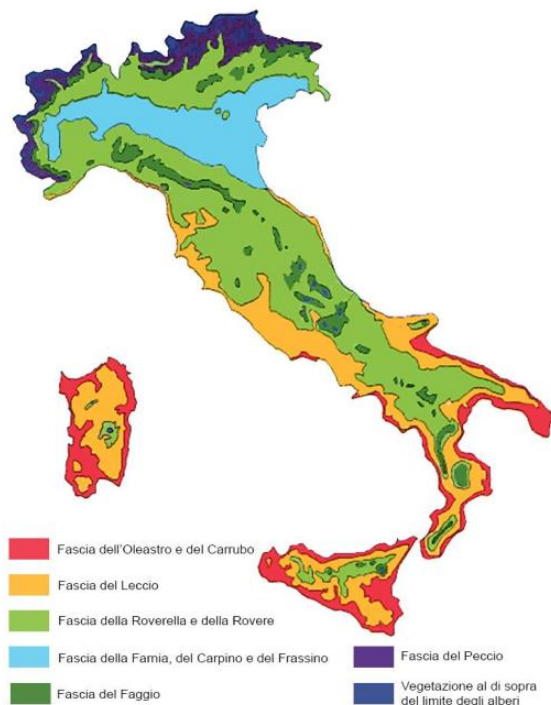 Fascia dell'Oleastro e del Carrubo
Fascia del Leccio
Fascia della Roverella e della Rovere
Fascia della Farnia, del Carpino e del Frassino
Fascia del Faggio
Fascia del Peccio
Vegetazione al di sopra
del limite degli alberi